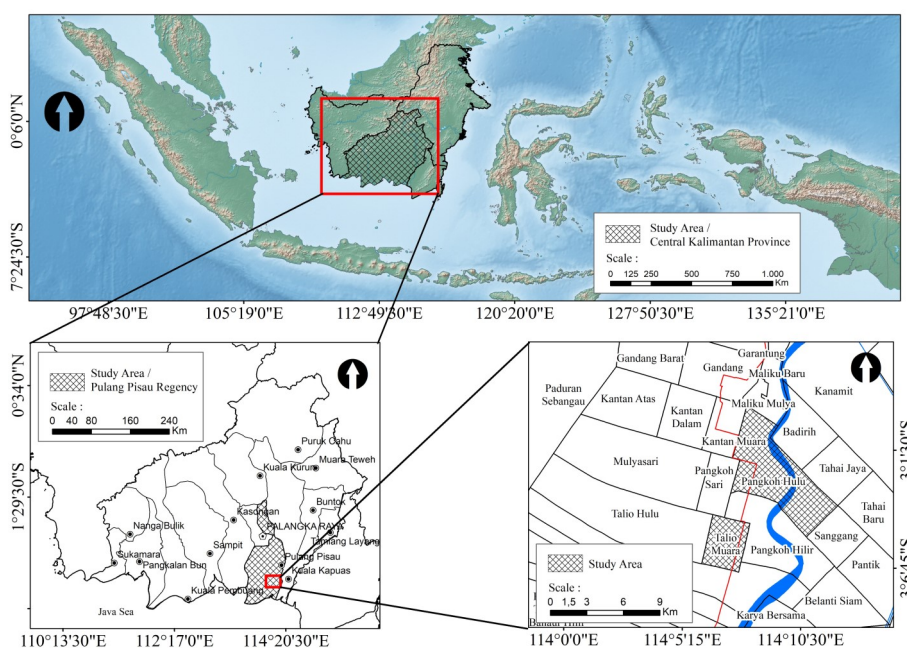 0°6'0"N
7°24'30"S
Study Area /
Central Kalimantan Province
Scale :
0 125 250 500 750 1.000
Km
97°48'30"E 105°19'0"E 112°49'30"E 120°20'0"E 127°50'30"E 135°21'0"E
0°34'0"N
1°29'30"S
Study Area /
Pulang Pisau Regency
Scale :
0 40 80 160 240
Km
Puruk Cahu
Muara Teweh
Kuala Kurun
Buntok
Kasongan
PALANGKA RAYA
Tamiang Layang
Nanga Bulik
Sampit
Sukamara
Pangkalan Bun
Pulang Pisau
Kuala Kapuas
Kuala Pembuang
Java Sea
110°13'30"E 112°17'0"E 114°20'30"E
Garantung
Gandang Barat
Gandang
Maliku Baru
Paduran
Sebangau
Kanamit
Kantan Atas
Maliku Mulya
Kantan
Dalam
Badirih
Kantan Muara
Mulyasari
Pangkoh
Sari
Tahai Jaya
Pangkoh Hulu
Talio Hulu
Tahai
Baru
Sanggang
Talio
Muara
Pangkoh Hilir
Pantik
Belanti Siam
Karya Bersama
Study Area
Scale :
0 1,5 3 6 9
Km
3°1'30"S
3°6'45"S
114°0'0"E 114°5'15"E 114°10'30"E